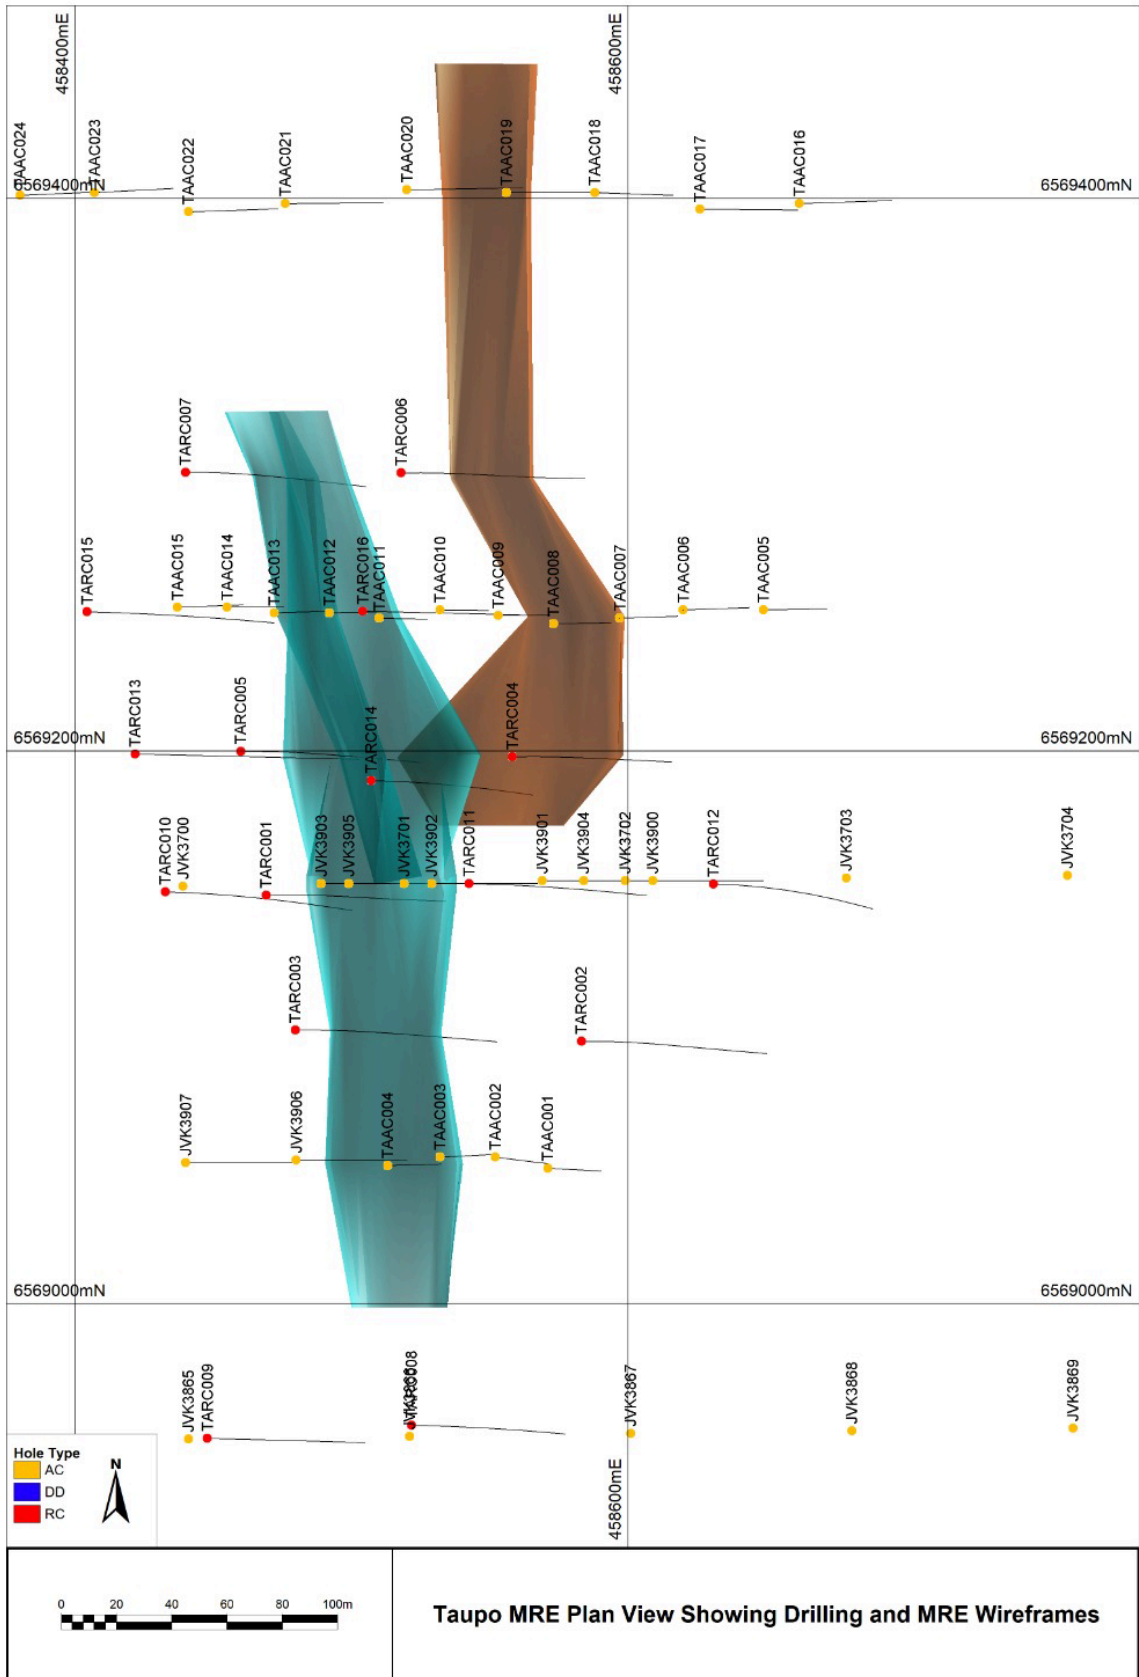 458400mE
458600mE
TAAC024
TAAC023
TAAC022
TAAC021
TAAC020
TAAC019
TAAC018
TAAC017
TAAC016
6569400mN
6569400mN
TARC007
TARC006
TARC015
TAAC015
TAAC014
TAAC013
TAAC012
TARC016
TAAC011
TAAC010
TAAC009
TAAC008
TAAC007
TAAC006
TAAC005
TARC013
TARC005
TARC014
TARC004
6569200mN
6569200mN
TARC010
JVK3700
TARC001
JVK3903
JVK3905
JVK3701
JVK3902
TARC011
JVK3901
JVK3904
JVK3702
JVK3900
TARC012
JVK3703
JVK3704
TARC003
TARC002
JVK3907
JVK3906
TAAC004
TAAC003
TAAC002
TAAC001
6569000mN
6569000mN
JVK3865
TARC009
TARC008
JVK3867
JVK3868
JVK3869
458600mE
Hole Type
AC
DD
RC
N
0 20 40 60 80 100m
Taupo MRE Plan View Showing Drilling and MRE Wireframes